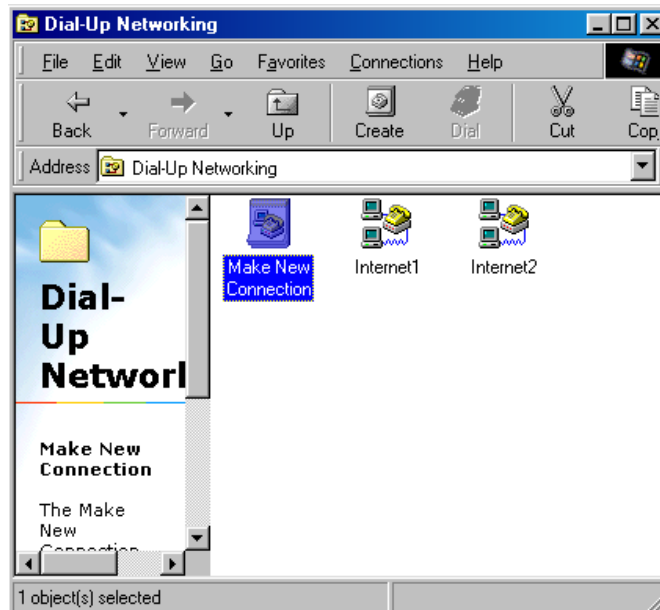 Dial-Up Networking
File Edit View Go Favorites Connections Help
Back Forward Up Create Dial Cut
Address Dial-Up Networking
Make New
Connection
Internet1
Internet2
Dial-
Up
Make New
Connection
The Make
New
Connection
1 object(s) selected